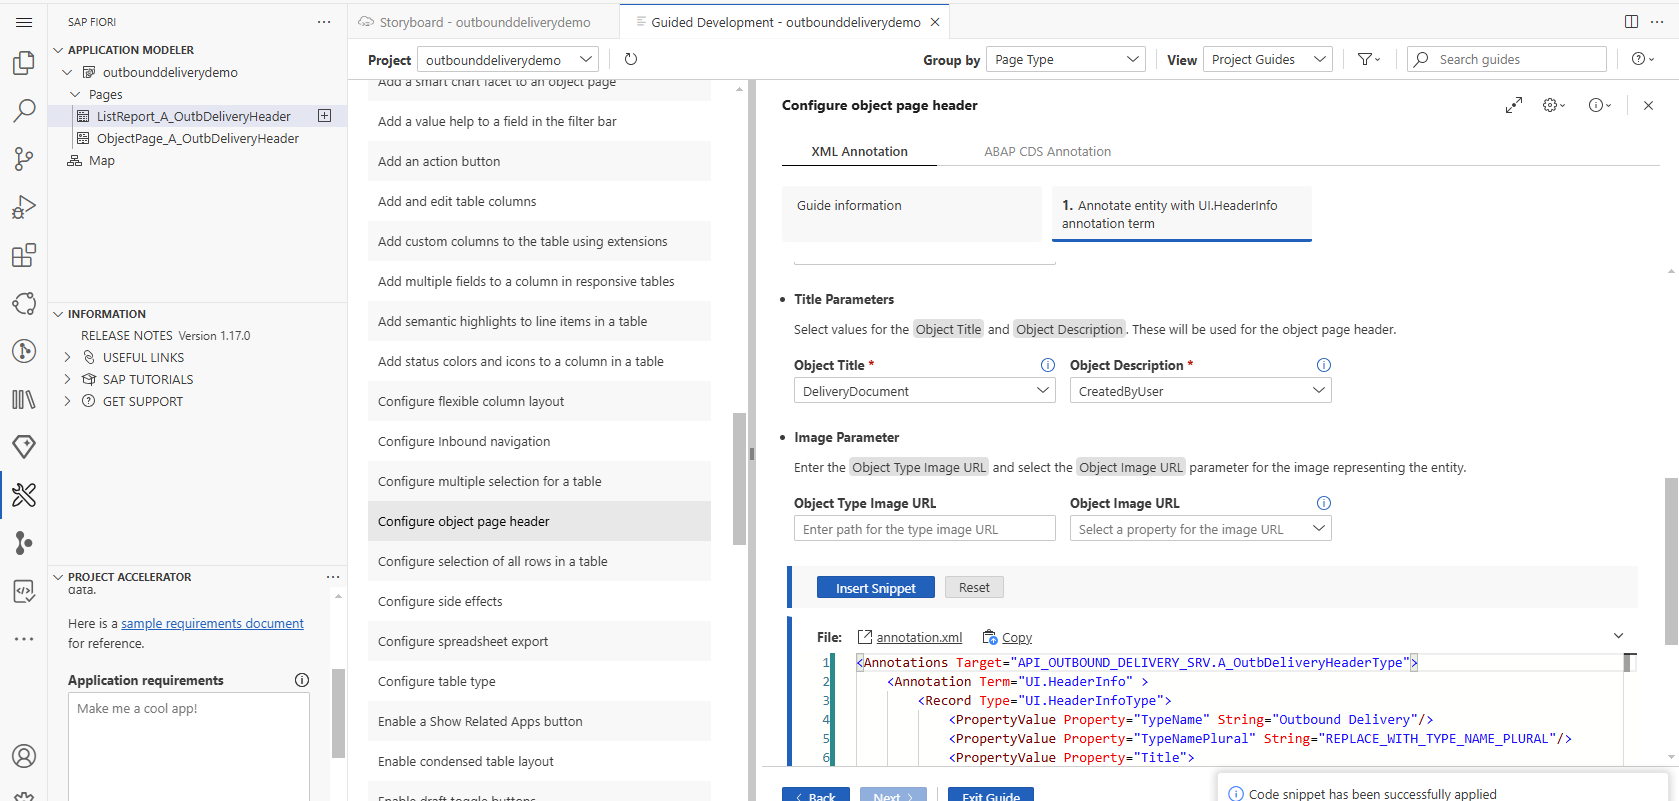 SAP FIORI
APPLICATION MODELER
outbounddeliverydemo
Pages
ListReport_A_OutbDeliveryHeader
ObjectPage_A_OutbDeliveryHeader
Map
INFORMATION
RELEASE NOTES Version 1.17.0
USEFUL LINKS
SAP TUTORIALS
GET SUPPORT
PROJECT ACCELERATOR
data.
Here is a sample requirements document
for reference.
Application requirements
Make me a cool app!
Storyboard - outbounddeliverydemo
Guided Development - outbounddeliverydemo
Project outbounddeliverydemo
Group by Page Type
View Project Guides
Search guides
Add a smart chart facet to an object page
Add a value help to a field in the filter bar
Add an action button
Add and edit table columns
Add custom columns to the table using extensions
Add multiple fields to a column in responsive tables
Add semantic highlights to line items in a table
Add status colors and icons to a column in a table
Configure flexible column layout
Configure Inbound navigation
Configure multiple selection for a table
Configure object page header
Configure selection of all rows in a table
Configure side effects
Configure spreadsheet export
Configure table type
Enable a Show Related Apps button
Enable condensed table layout
Enable draft toggle buttons
Configure object page header
XML Annotation
ABAP CDS Annotation
Guide information
1. Annotate entity with UI.HeaderInfo
annotation term
• Title Parameters
Select values for the Object Title and Object Description. These will be used for the object page header.
Object Title *
Object Description *
DeliveryDocument
CreatedByUser
• Image Parameter
Enter the Object Type Image URL and select the Object Image URL parameter for the image representing the entity.
Object Type Image URL
Object Image URL
Enter path for the type image URL
Select a property for the image URL
Insert Snippet
Reset
File: annotation.xml Copy
1 <Annotations Target="API_OUTBOUND_DELIVERY_SRV.A_OutbDeliveryHeaderType">
2 <Annotation Term="UI.HeaderInfo" >
3 <Record Type="UI.HeaderInfoType">
4 <PropertyValue Property="TypeName" String="Outbound Delivery"/>
5 <PropertyValue Property="TypeNamePlural" String="REPLACE_WITH_TYPE_NAME_PLURAL"/>
6 <PropertyValue Property="Title">
< Back
Next >
Exit Guide
Code snippet has been successfully applied